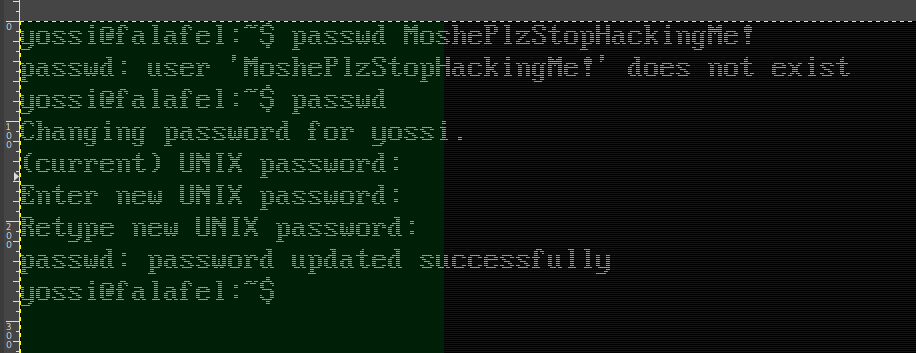 yossi@falafel:~$ passwd MoshePlzStopHackingMe!
passwd: user 'MoshePlzStopHackingMe!' does not exist
yossi@falafel:~$ passwd
Changing password for yossi.
(current) UNIX password:
Enter new UNIX password:
Retype new UNIX password:
passwd: password updated successfully
yossi@falafel:~$
0
100
200
300